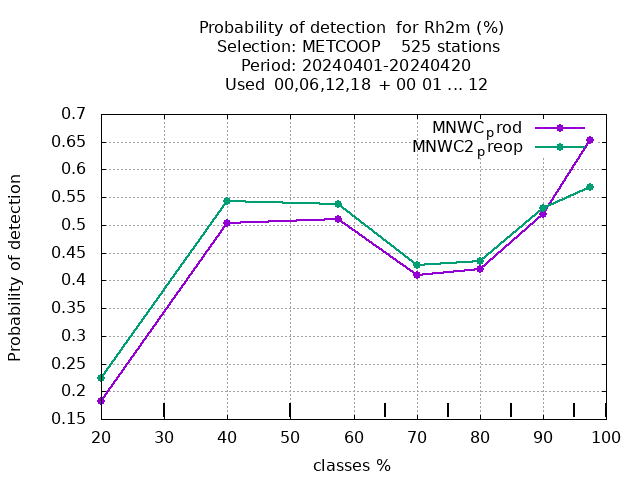 Probability of detection  for Rh2m (%)
Selection: METCOOP    525 stations
Period: 20240401-20240420
Used  00,06,12,18 + 00 01 ... 12
0.7
0.65
0.6
0.55
0.5
0.45
0.4
0.35
0.3
0.25
0.2
0.15
Probability of detection
MNWCprod
MNWC2preop
20 30 40 50 60 70 80 90 100
classes %